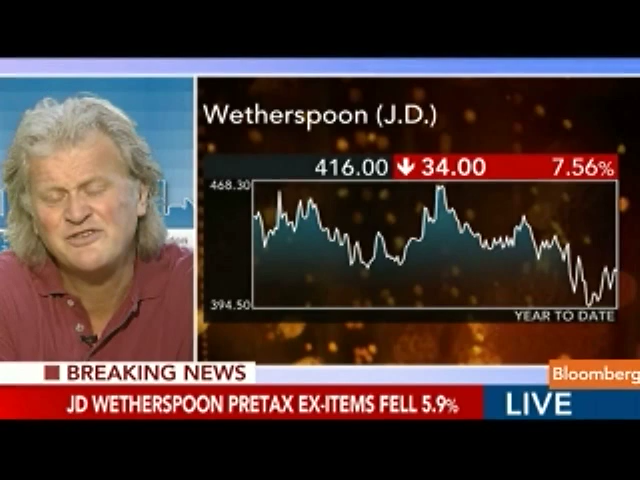 Wetherspoon (J.D.)
416.00 34.00 7.56%
468.30
394.50
YEAR TO DATE
BREAKING NEWS
Bloomberg
JD WETHERSPOON PRETAX EX-ITEMS FELL 5.9%
LIVE